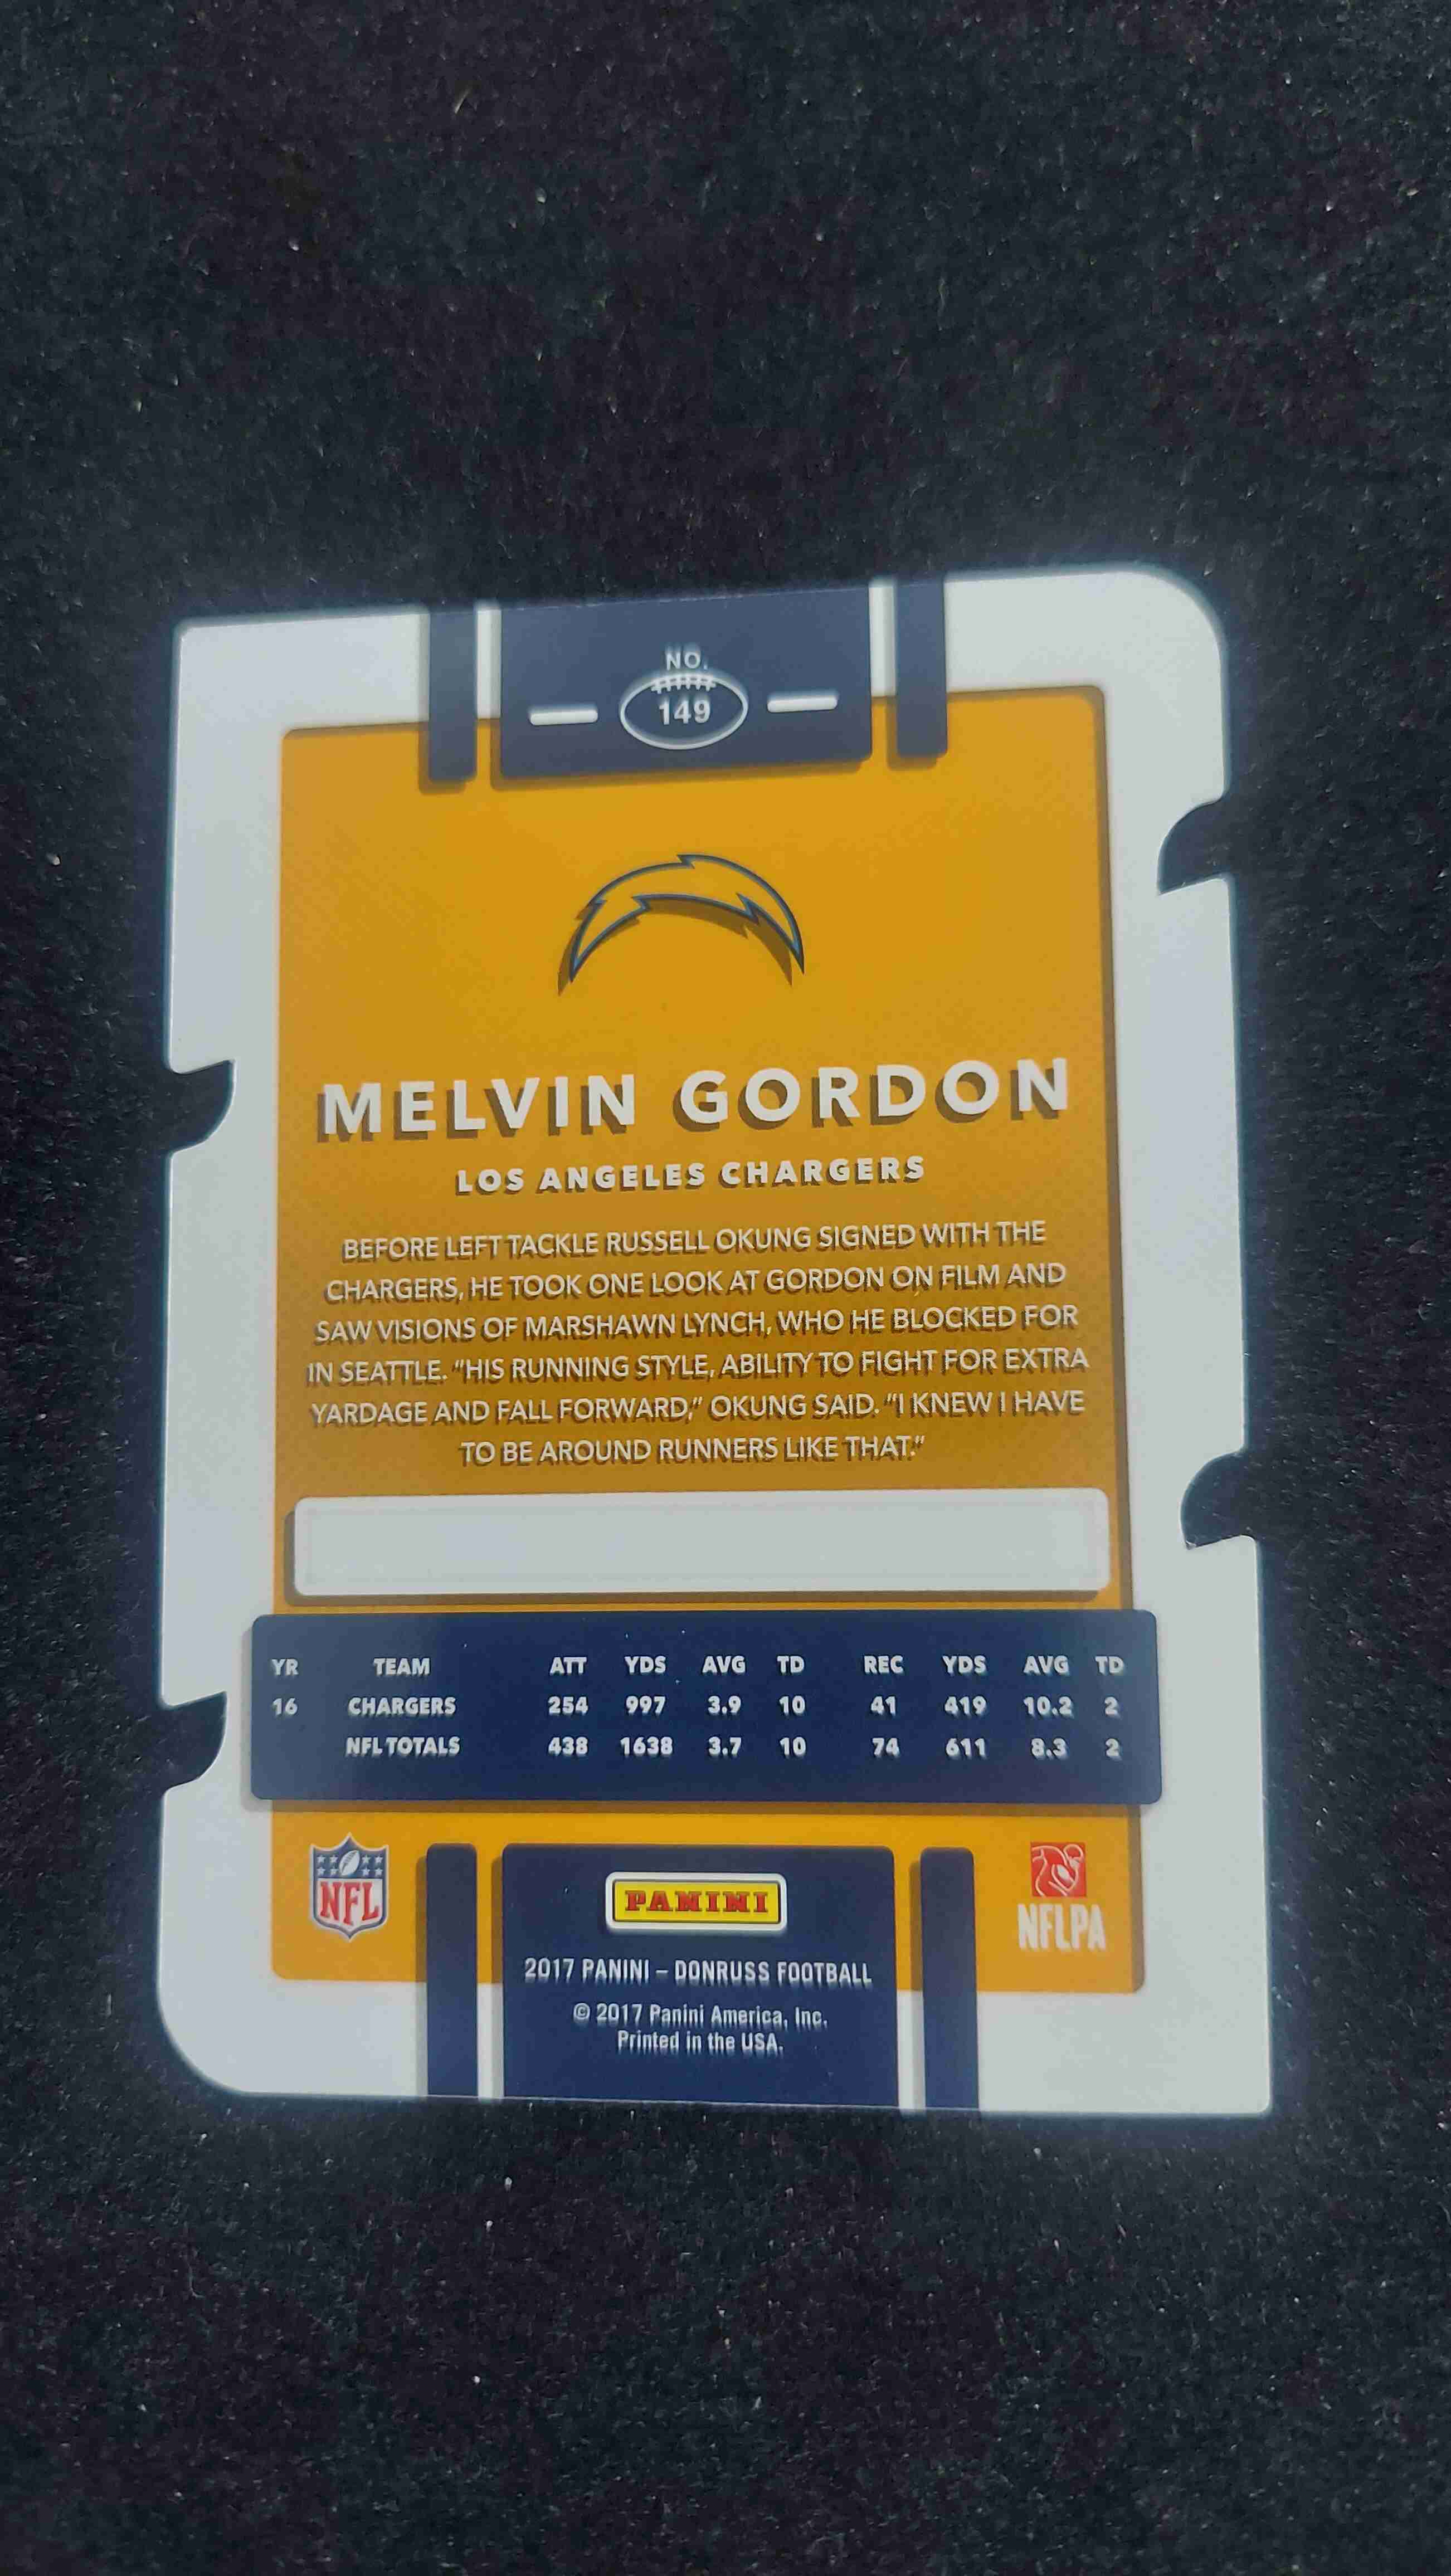 NO.
149
MELVIN GORDON
LOS ANGELES CHARGERS
BEFORE LEFT TACKLE RUSSELL OKUNG SIGNED WITH THE
CHARGERS, HE TOOK ONE LOOK AT GORDON ON FILM AND
SAW VISIONS OF MARSHAWN LYNCH, WHO HE BLOCKED FOR
IN SEATTLE. "HIS RUNNING STYLE, ABILITY TO FIGHT FOR EXTRA
YARDAGE AND FALL FORWARD," OKUNG SAID. "I KNEW I HAVE
TO BE AROUND RUNNERS LIKE THAT."
YR TEAM ATT YDS AVG TD REC YDS AVG TD
16 CHARGERS 254 997 3.9 10 41 419 10.2 2
NFL TOTALS 438 1638 3.7 10 74 611 8.3 2
NFL
PANINI
NFLPA
2017 PANINI – DONRUSS FOOTBALL
© 2017 Panini America, Inc.
Printed in the USA.